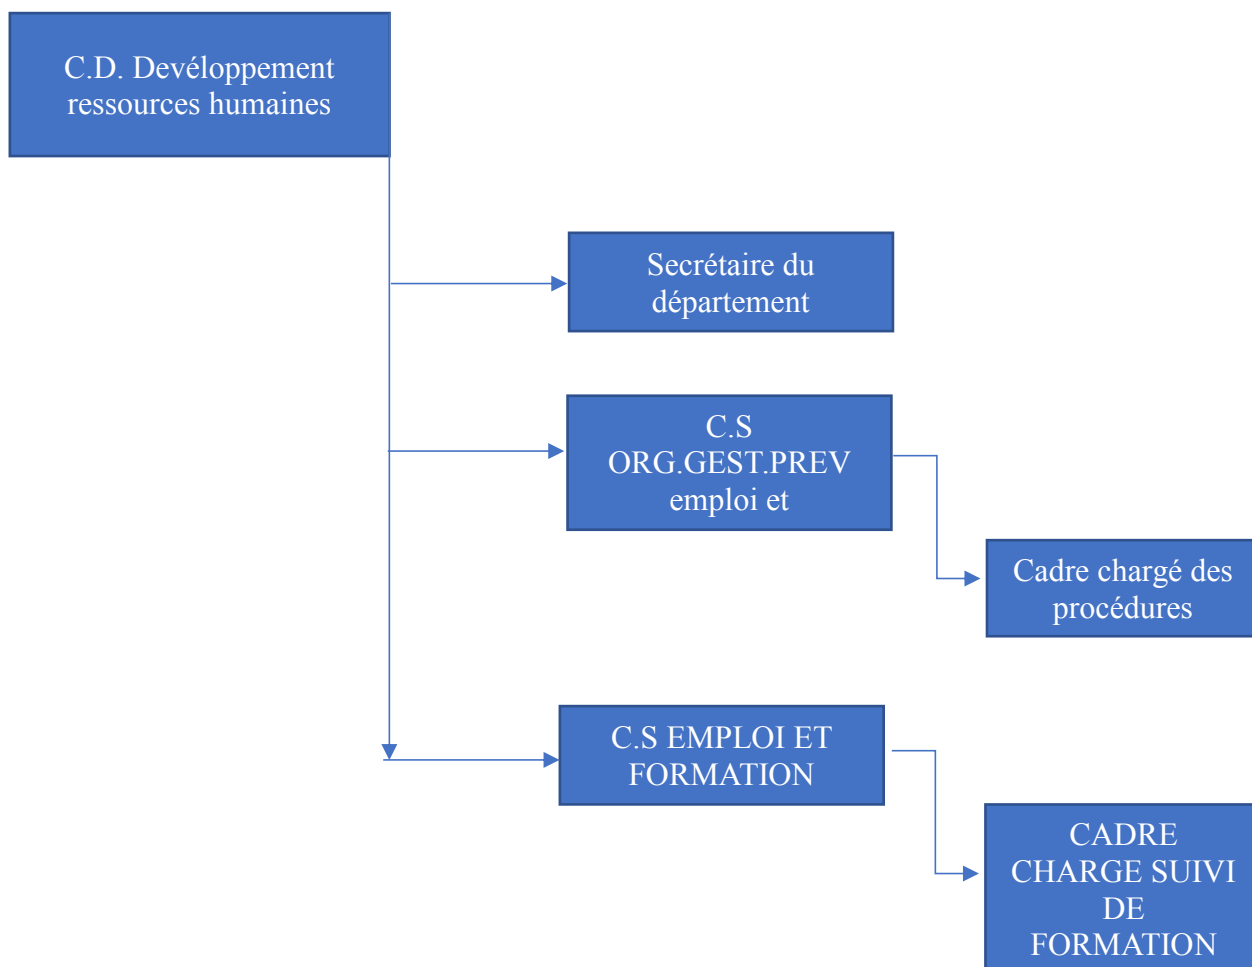 C.D. Devéloppement
ressources humaines
Secrétaire du
département
C.S
ORG.GEST.PREV
emploi et
Cadre chargé des
procédures
C.S EMPLOI ET
FORMATION
CADRE
CHARGE SUIVI
DE
FORMATION